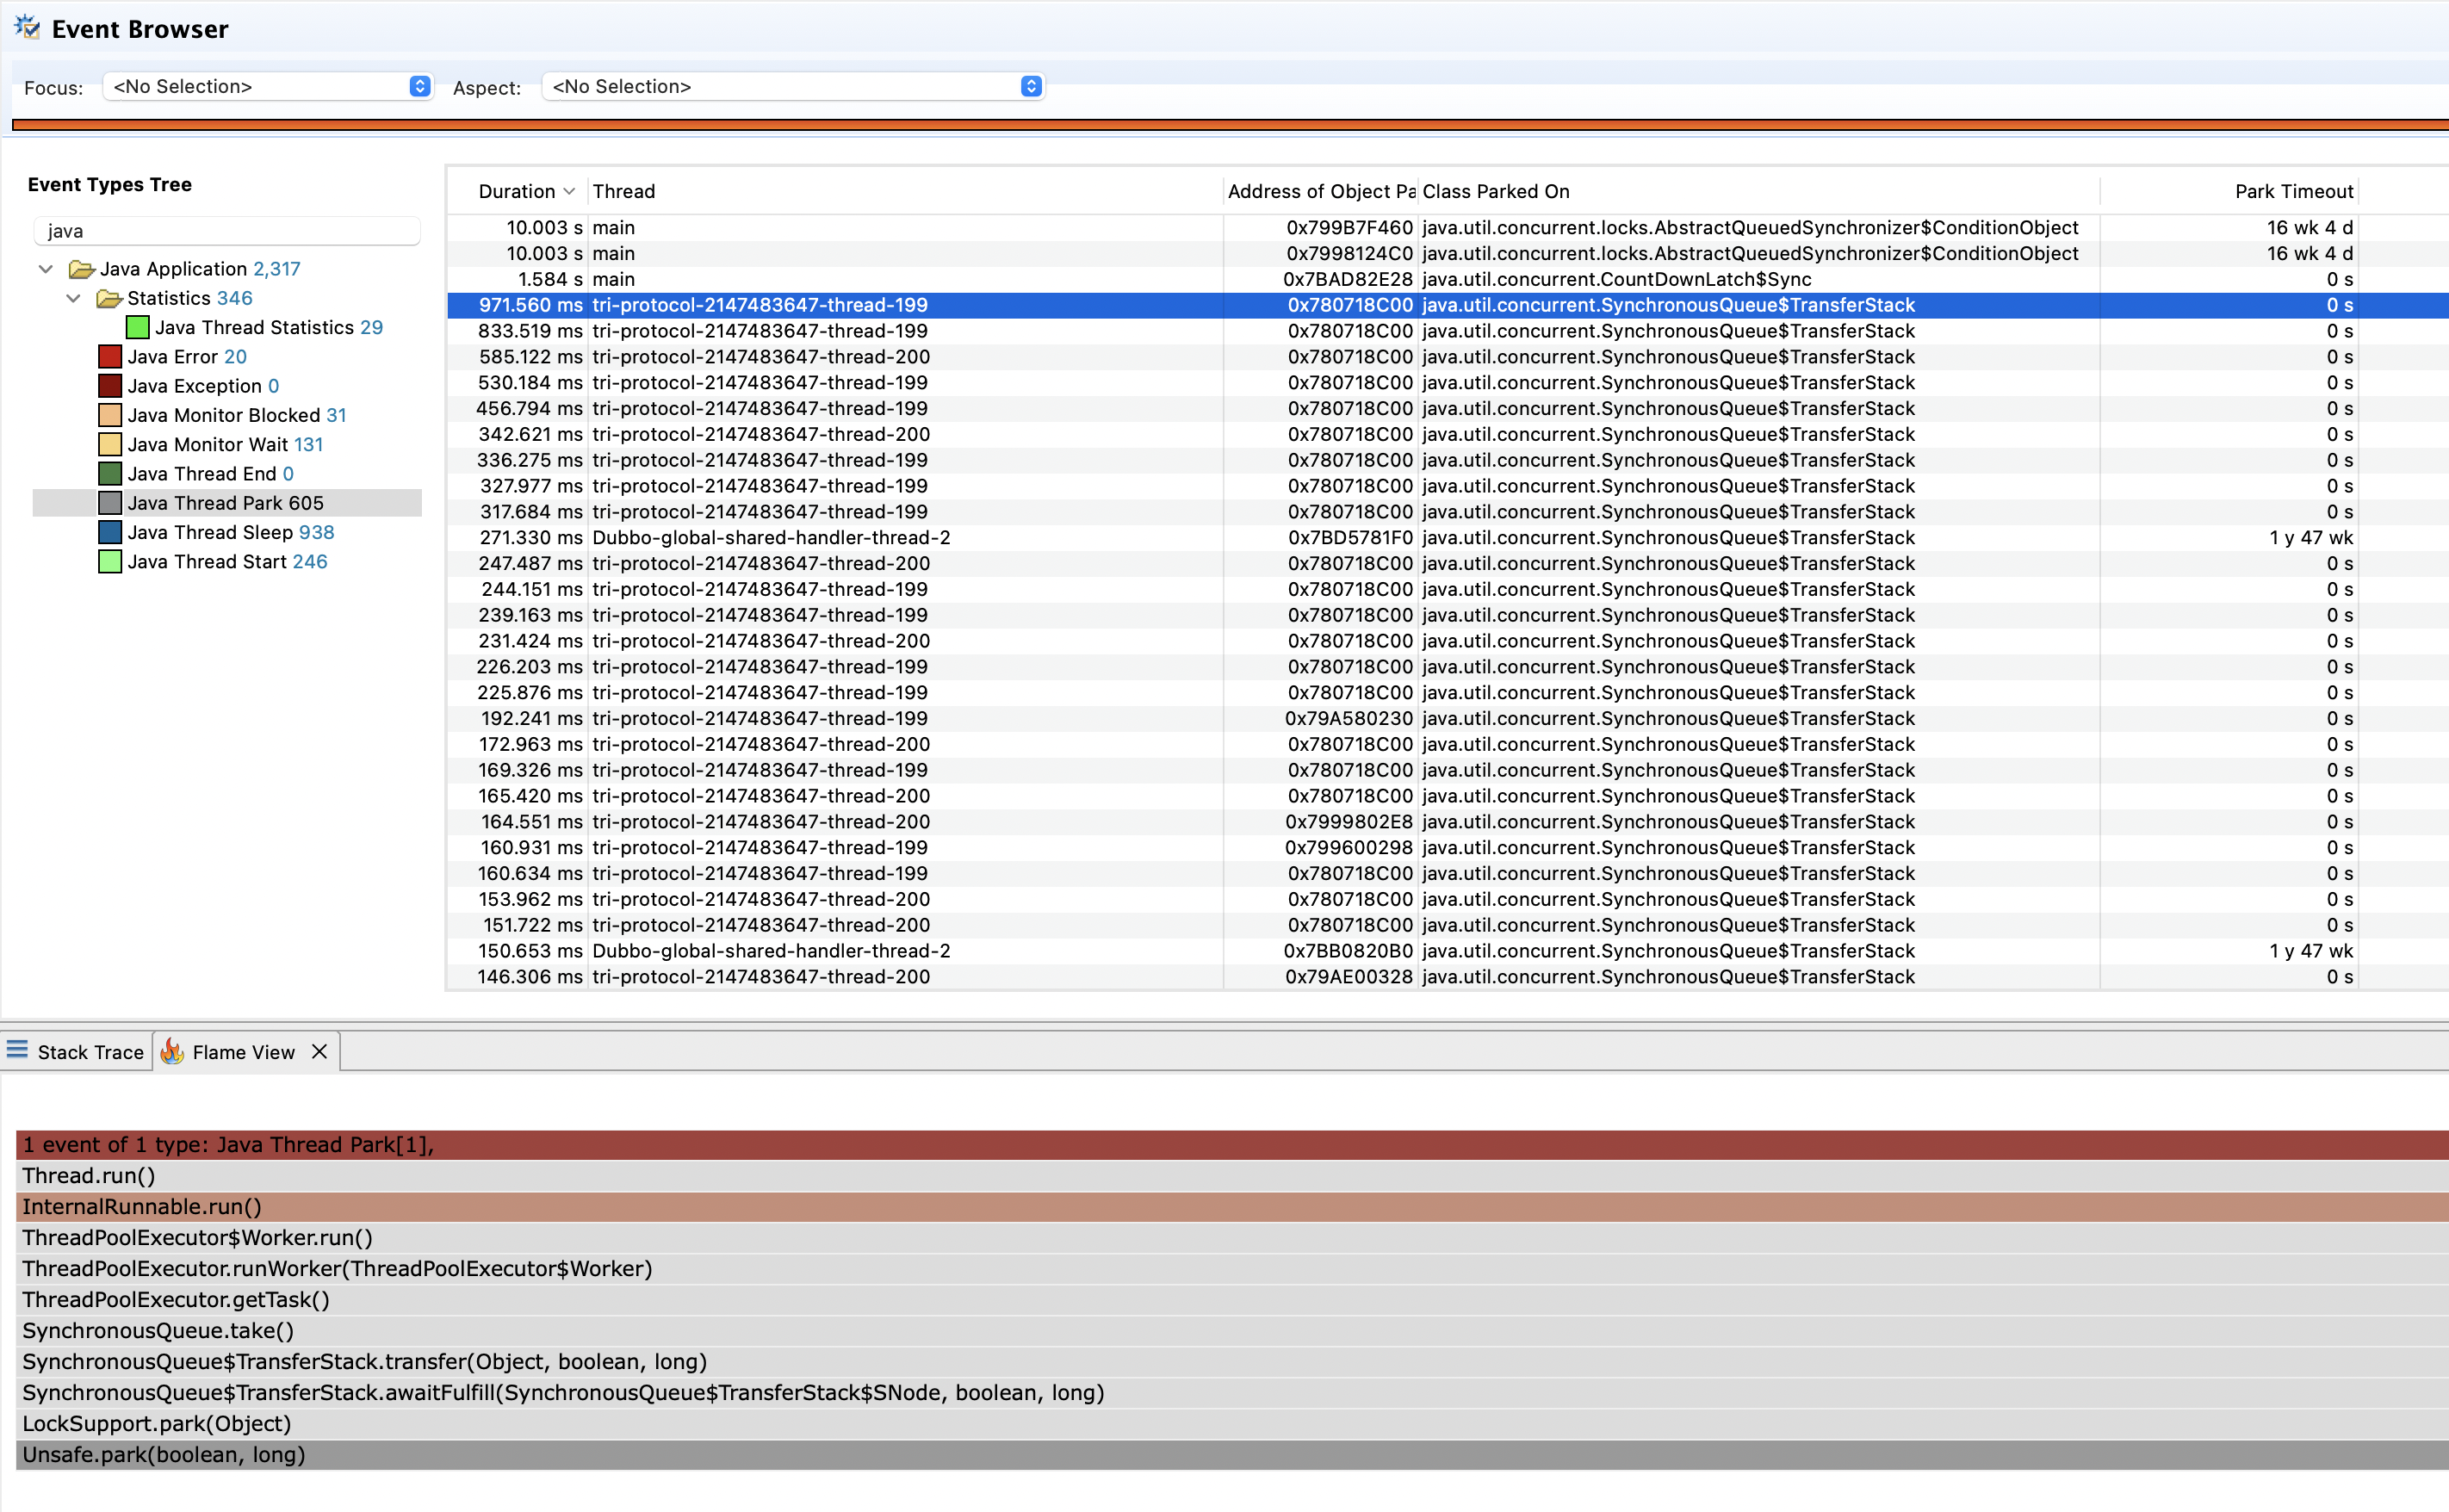 Event Browser
Focus: <No Selection> Aspect: <No Selection>
Event Types Tree
java
Java Application 2,317
Statistics 346
Java Thread Statistics 29
Java Error 20
Java Exception 0
Java Monitor Blocked 31
Java Monitor Wait 131
Java Thread End 0
Java Thread Park 605
Java Thread Sleep 938
Java Thread Start 246
Duration Thread Address of Object Pa Class Parked On Park Timeout
10.003 s main 0x799B7F460 java.util.concurrent.locks.AbstractQueuedSynchronizer$ConditionObject 16 wk 4 d
10.003 s main 0x7998124C0 java.util.concurrent.locks.AbstractQueuedSynchronizer$ConditionObject 16 wk 4 d
1.584 s main 0x7BAD82E28 java.util.concurrent.CountDownLatch$Sync 0 s
971.560 ms tri-protocol-2147483647-thread-199 0x780718C00 java.util.concurrent.SynchronousQueue$TransferStack 0 s
833.519 ms tri-protocol-2147483647-thread-199 0x780718C00 java.util.concurrent.SynchronousQueue$TransferStack 0 s
585.122 ms tri-protocol-2147483647-thread-200 0x780718C00 java.util.concurrent.SynchronousQueue$TransferStack 0 s
530.184 ms tri-protocol-2147483647-thread-199 0x780718C00 java.util.concurrent.SynchronousQueue$TransferStack 0 s
456.794 ms tri-protocol-2147483647-thread-199 0x780718C00 java.util.concurrent.SynchronousQueue$TransferStack 0 s
342.621 ms tri-protocol-2147483647-thread-200 0x780718C00 java.util.concurrent.SynchronousQueue$TransferStack 0 s
336.275 ms tri-protocol-2147483647-thread-199 0x780718C00 java.util.concurrent.SynchronousQueue$TransferStack 0 s
327.977 ms tri-protocol-2147483647-thread-199 0x780718C00 java.util.concurrent.SynchronousQueue$TransferStack 0 s
317.684 ms tri-protocol-2147483647-thread-199 0x780718C00 java.util.concurrent.SynchronousQueue$TransferStack 0 s
271.330 ms Dubbo-global-shared-handler-thread-2 0x7BD5781F0 java.util.concurrent.SynchronousQueue$TransferStack 1 y 47 wk
247.487 ms tri-protocol-2147483647-thread-200 0x780718C00 java.util.concurrent.SynchronousQueue$TransferStack 0 s
244.151 ms tri-protocol-2147483647-thread-199 0x780718C00 java.util.concurrent.SynchronousQueue$TransferStack 0 s
239.163 ms tri-protocol-2147483647-thread-199 0x780718C00 java.util.concurrent.SynchronousQueue$TransferStack 0 s
231.424 ms tri-protocol-2147483647-thread-200 0x780718C00 java.util.concurrent.SynchronousQueue$TransferStack 0 s
226.203 ms tri-protocol-2147483647-thread-199 0x780718C00 java.util.concurrent.SynchronousQueue$TransferStack 0 s
225.876 ms tri-protocol-2147483647-thread-199 0x780718C00 java.util.concurrent.SynchronousQueue$TransferStack 0 s
192.241 ms tri-protocol-2147483647-thread-199 0x79A580230 java.util.concurrent.SynchronousQueue$TransferStack 0 s
172.963 ms tri-protocol-2147483647-thread-200 0x780718C00 java.util.concurrent.SynchronousQueue$TransferStack 0 s
169.326 ms tri-protocol-2147483647-thread-199 0x780718C00 java.util.concurrent.SynchronousQueue$TransferStack 0 s
165.420 ms tri-protocol-2147483647-thread-200 0x780718C00 java.util.concurrent.SynchronousQueue$TransferStack 0 s
164.551 ms tri-protocol-2147483647-thread-200 0x7999802E8 java.util.concurrent.SynchronousQueue$TransferStack 0 s
160.931 ms tri-protocol-2147483647-thread-199 0x799600298 java.util.concurrent.SynchronousQueue$TransferStack 0 s
160.634 ms tri-protocol-2147483647-thread-199 0x780718C00 java.util.concurrent.SynchronousQueue$TransferStack 0 s
153.962 ms tri-protocol-2147483647-thread-200 0x780718C00 java.util.concurrent.SynchronousQueue$TransferStack 0 s
151.722 ms tri-protocol-2147483647-thread-200 0x780718C00 java.util.concurrent.SynchronousQueue$TransferStack 0 s
150.653 ms Dubbo-global-shared-handler-thread-2 0x7BB0820B0 java.util.concurrent.SynchronousQueue$TransferStack 1 y 47 wk
146.306 ms tri-protocol-2147483647-thread-200 0x79AE00328 java.util.concurrent.SynchronousQueue$TransferStack 0 s
Stack Trace Flame View
1 event of 1 type: Java Thread Park[1],
Thread.run()
InternalRunnable.run()
ThreadPoolExecutor$Worker.run()
ThreadPoolExecutor.runWorker(ThreadPoolExecutor$Worker)
ThreadPoolExecutor.getTask()
SynchronousQueue.take()
SynchronousQueue$TransferStack.transfer(Object, boolean, long)
SynchronousQueue$TransferStack.awaitFulfill(SynchronousQueue$TransferStack$SNode, boolean, long)
LockSupport.park(Object)
Unsafe.park(boolean, long)